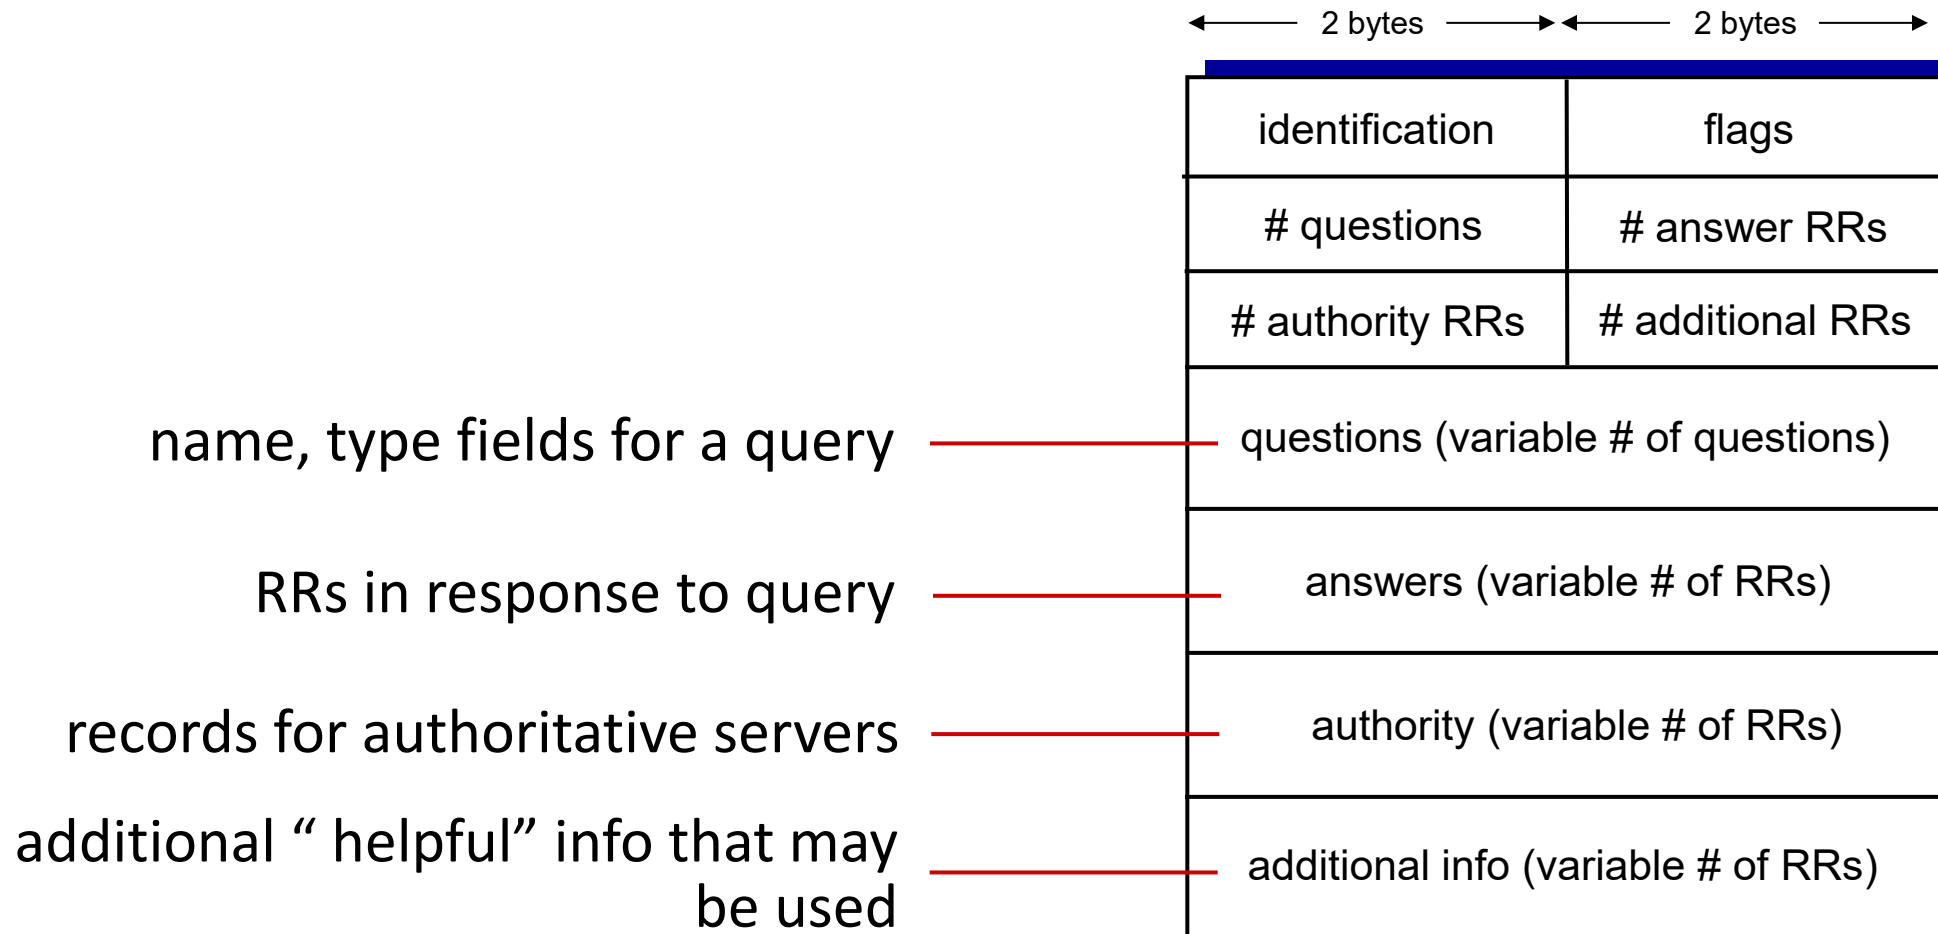 2 bytes 2 bytes
identification flags
# questions # answer RRs
# authority RRs # additional RRs
name, type fields for a query questions (variable # of questions)
RRs in response to query answers (variable # of RRs)
records for authoritative servers authority (variable # of RRs)
additional “ helpful” info that may
be used
additional info (variable # of RRs)